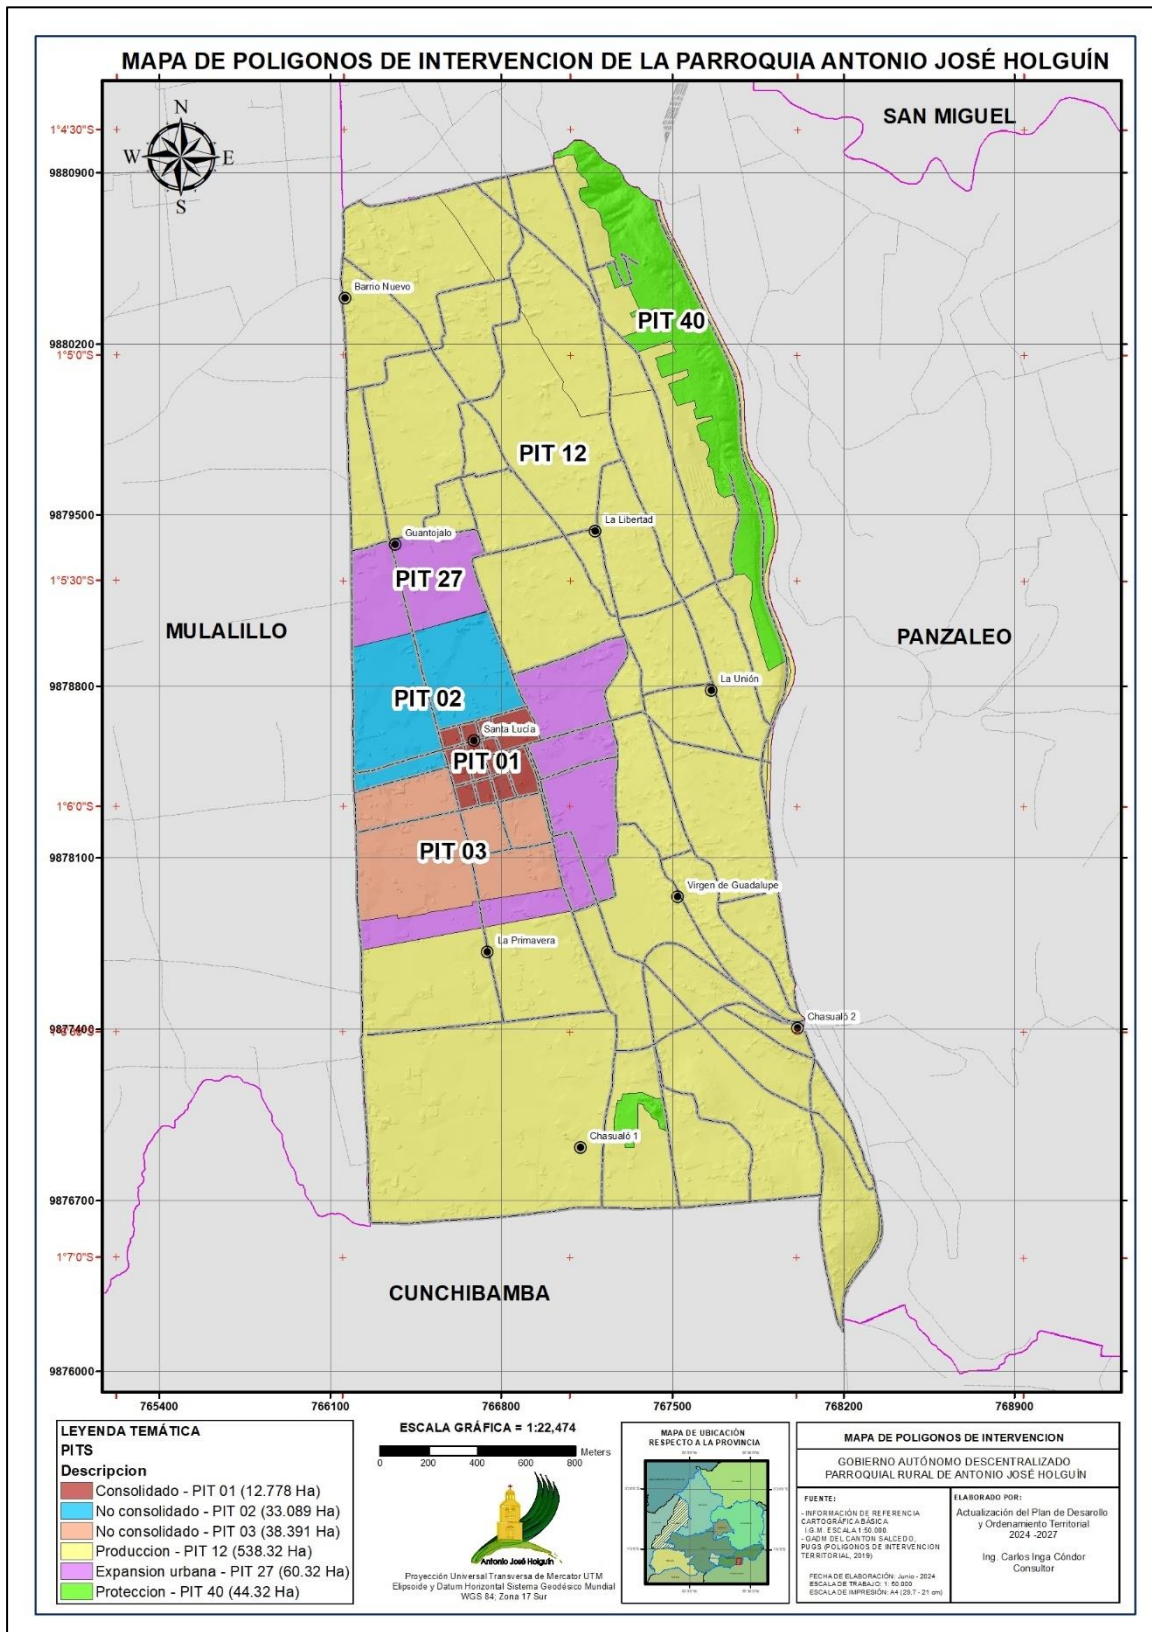 MAPA DE POLIGONOS DE INTERVENCION DE LA PARROQUIA ANTONIO JOSÉ HOLGUÍN
N
W
E
S
SAN MIGUEL
1°4'30"S
9880900
Barrio Nuevo
PIT 40
9880200
1°5'0"S
PIT 12
9879500
La Libertad
Guantojalo
1°5'30"S
PIT 27
MULALILLO
PANZALEO
9878800
La Unión
PIT 02
Santa Lucía
PIT 01
1°6'0"S
9878100
PIT 03
Virgen de Guadalupe
La Primavera
9877400
Chasualó 2
Chasualó 1
9876700
1°7'0"S
CUNCHIBAMBA
9876000
765400
766100
766800
767500
768200
768900
LEYENDA TEMÁTICA
PITS
Descripcion
Consolidado - PIT 01 (12.778 Ha)
No consolidado - PIT 02 (33.089 Ha)
No consolidado - PIT 03 (38.391 Ha)
Produccion - PIT 12 (538.32 Ha)
Expansion urbana - PIT 27 (60.32 Ha)
Proteccion - PIT 40 (44.32 Ha)
ESCALA GRÁFICA = 1:22,474
Meters
0 200 400 600 800
Antonio José Holguín
Proyección Universal Transversa de Mercator UTM
Elipsoide y Datum Horizontal Sistema Geodésico Mundial
WGS 84; Zona 17 Sur
MAPA DE UBICACIÓN
RESPECTO A LA PROVINCIA
MAPA DE POLIGONOS DE INTERVENCION
GOBIERNO AUTÓNOMO DESCENTRALIZADO
PARROQUIAL RURAL DE ANTONIO JOSÉ HOLGUÍN
FUENTE:
- INFORMACIÓN DE REFERENCIA
CARTOGRÁFICA BÁSICA
I.G.M. ESCALA 1:50.000.
- GADM DEL CANTON SALCEDO,
PUGS (POLIGONOS DE INTERVENCION
TERRITORIAL, 2019)
FECHA DE ELABORACIÓN: Junio - 2024
ESCALA DE TRABAJO: 1: 50.000
ESCALA DE IMPRESIÓN: A4 (29,7 - 21 cm)
ELABORADO POR:
Actualización del Plan de Desarollo
y Ordenamiento Territorial
2024 -2027
Ing. Carlos Inga Cóndor
Consultor